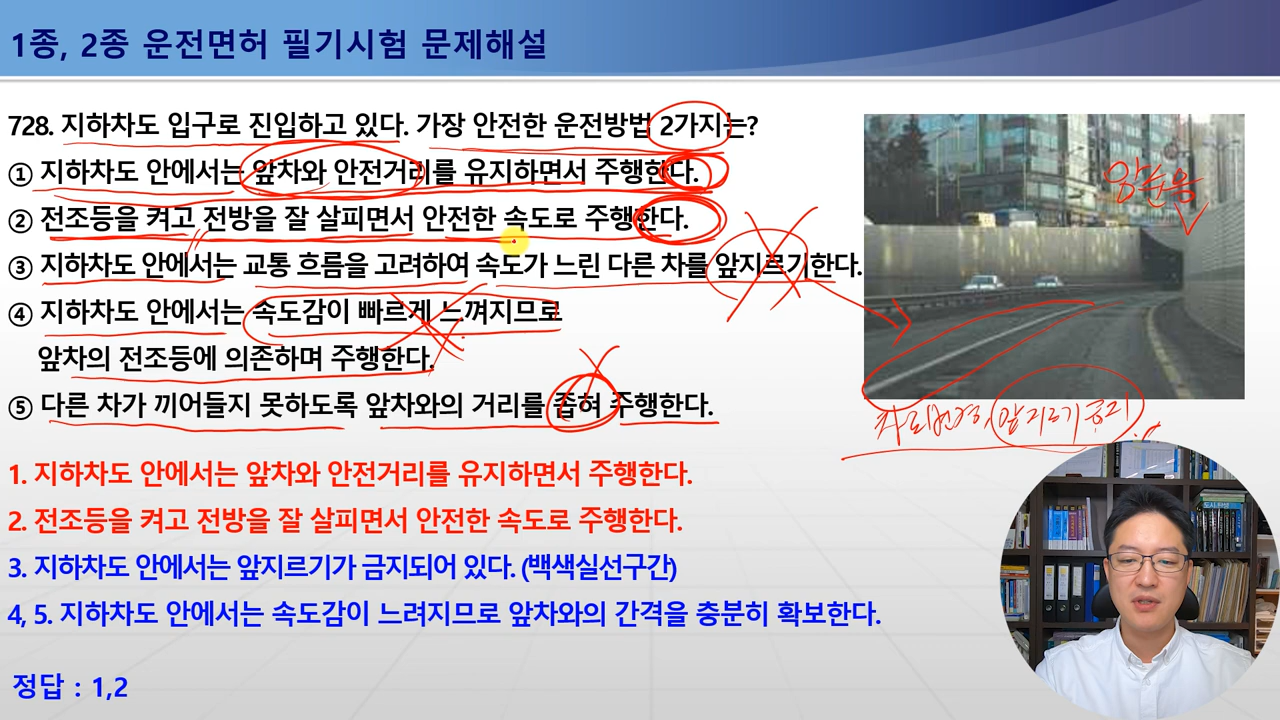 1종, 2종 운전면허 필기시험 문제해설
728. 지하차도 입구로 진입하고 있다. 가장 안전한 운전방법 2가지는?
① 지하차도 안에서는 앞차와 안전거리를 유지하면서 주행한다.
② 전조등을 켜고 전방을 잘 살피면서 안전한 속도로 주행한다.
③ 지하차도 안에서는 교통 흐름을 고려하여 속도가 느린 다른 차를 앞지르기한다.
④ 지하차도 안에서는 속도감이 빠르게 느껴지므로
앞차의 전조등에 의존하며 주행한다.
⑤ 다른 차가 끼어들지 못하도록 앞차와의 거리를 좁혀 주행한다.
암순응
차로변경, 앞지르기 금지
1. 지하차도 안에서는 앞차와 안전거리를 유지하면서 주행한다.
2. 전조등을 켜고 전방을 잘 살피면서 안전한 속도로 주행한다.
3. 지하차도 안에서는 앞지르기가 금지되어 있다. (백색실선구간)
4, 5. 지하차도 안에서는 속도감이 느려지므로 앞차와의 간격을 충분히 확보한다.
정답 : 1,2